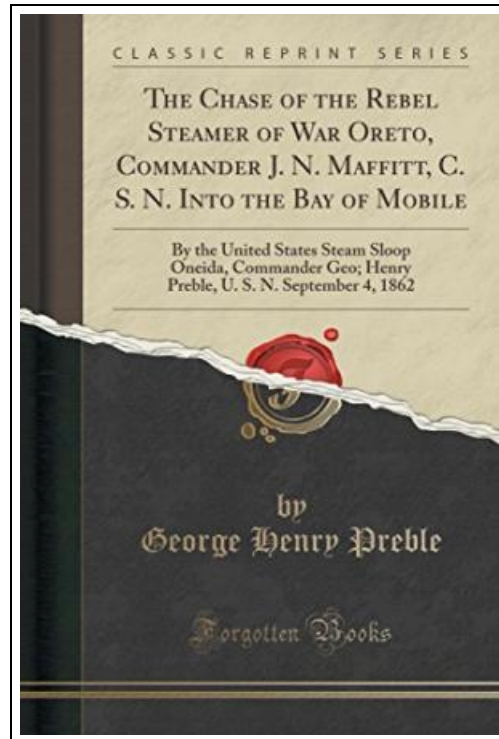 CLASSIC REPRINT SERIES
THE CHASE OF THE REBEL
STEAMER OF WAR ORETO,
COMMANDER J. N. MAFFITT, C.
S. N. INTO THE BAY OF MOBILE
By the United States Steam Sloop
Oneida, Commander Geo; Henry
Preble, U. S. N. September 4, 1862
by
George Henry Preble
Forgotten Books